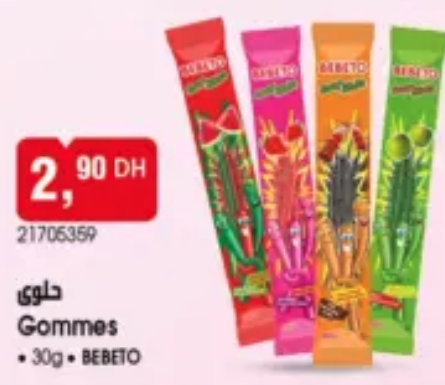 BEBETO
BEBETO
BEBETO
BEBETO
2,90 DH
21705359
حلوى
Gommes
• 30g • BEBETO